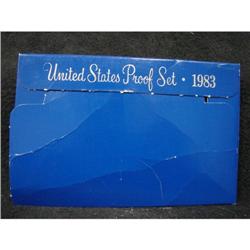 United States Proof Set · 1983